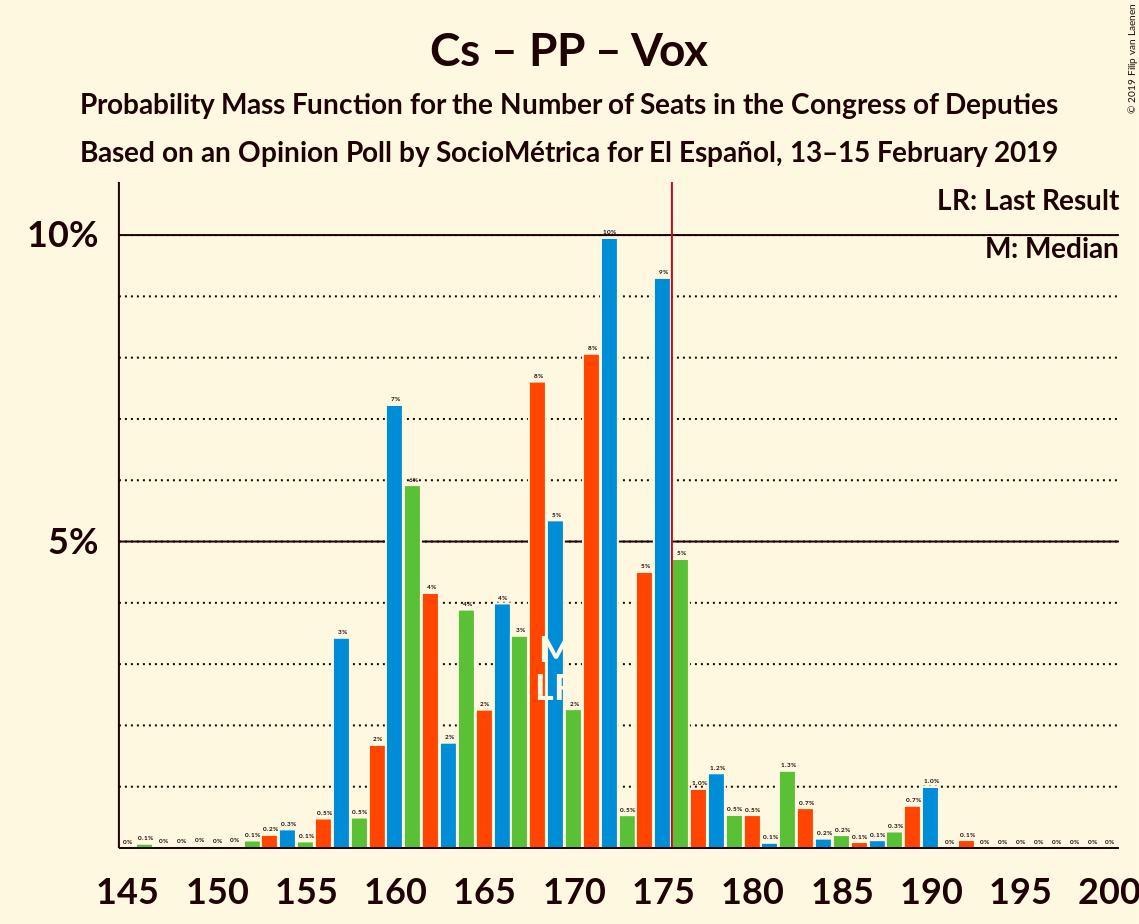 Cs – PP – Vox
Probability Mass Function for the Number of Seats in the Congress of Deputies
Based on an Opinion Poll by SocioMétrica for El Español, 13–15 February 2019
© 2019 Filip van Laenen
LR: Last Result
M: Median
10%
5%
0% 0.1% 0% 0% 0% 0% 0% 0.1% 0.2% 0.3% 0.1% 0.5% 3% 0.5% 2% 7% 6% 4% 2% 4% 2% 4% 3% 8% 5% 2% 8% 10% 0.5% 5% 9% 5% 1.0% 1.2% 0.5% 0.5% 0.1% 1.3% 0.7% 0.2% 0.2% 0.1% 0.1% 0.3% 0.7% 1.0% 0% 0.1% 0% 0% 0% 0% 0% 0% 0% 0%
M
LR
145 150 155 160 165 170 175 180 185 190 195 200